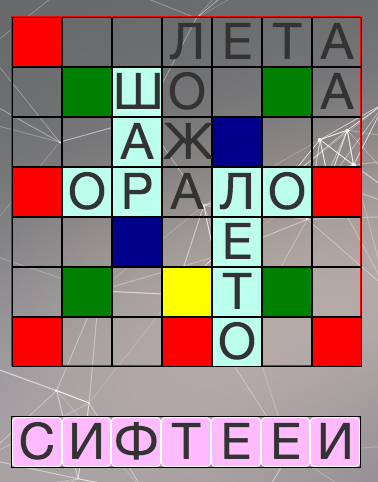 ЛЕТА
ШО А
АЖ
ОРАЛО
Е
Т
О
СИФТЕЕИ